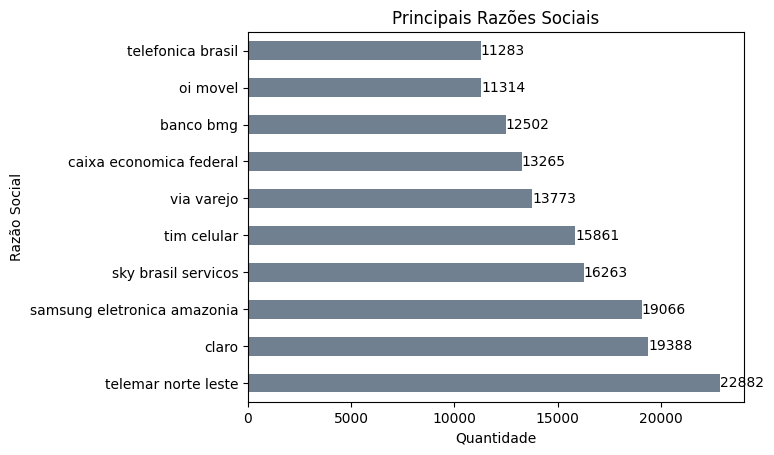 Principais Razões Sociais
Razão Social
telefonica brasil 11283
oi movel 11314
banco bmg 12502
caixa economica federal 13265
via varejo 13773
tim celular 15861
sky brasil servicos 16263
samsung eletronica amazonia 19066
claro 19388
telemar norte leste 22882
0 5000 10000 15000 20000
Quantidade